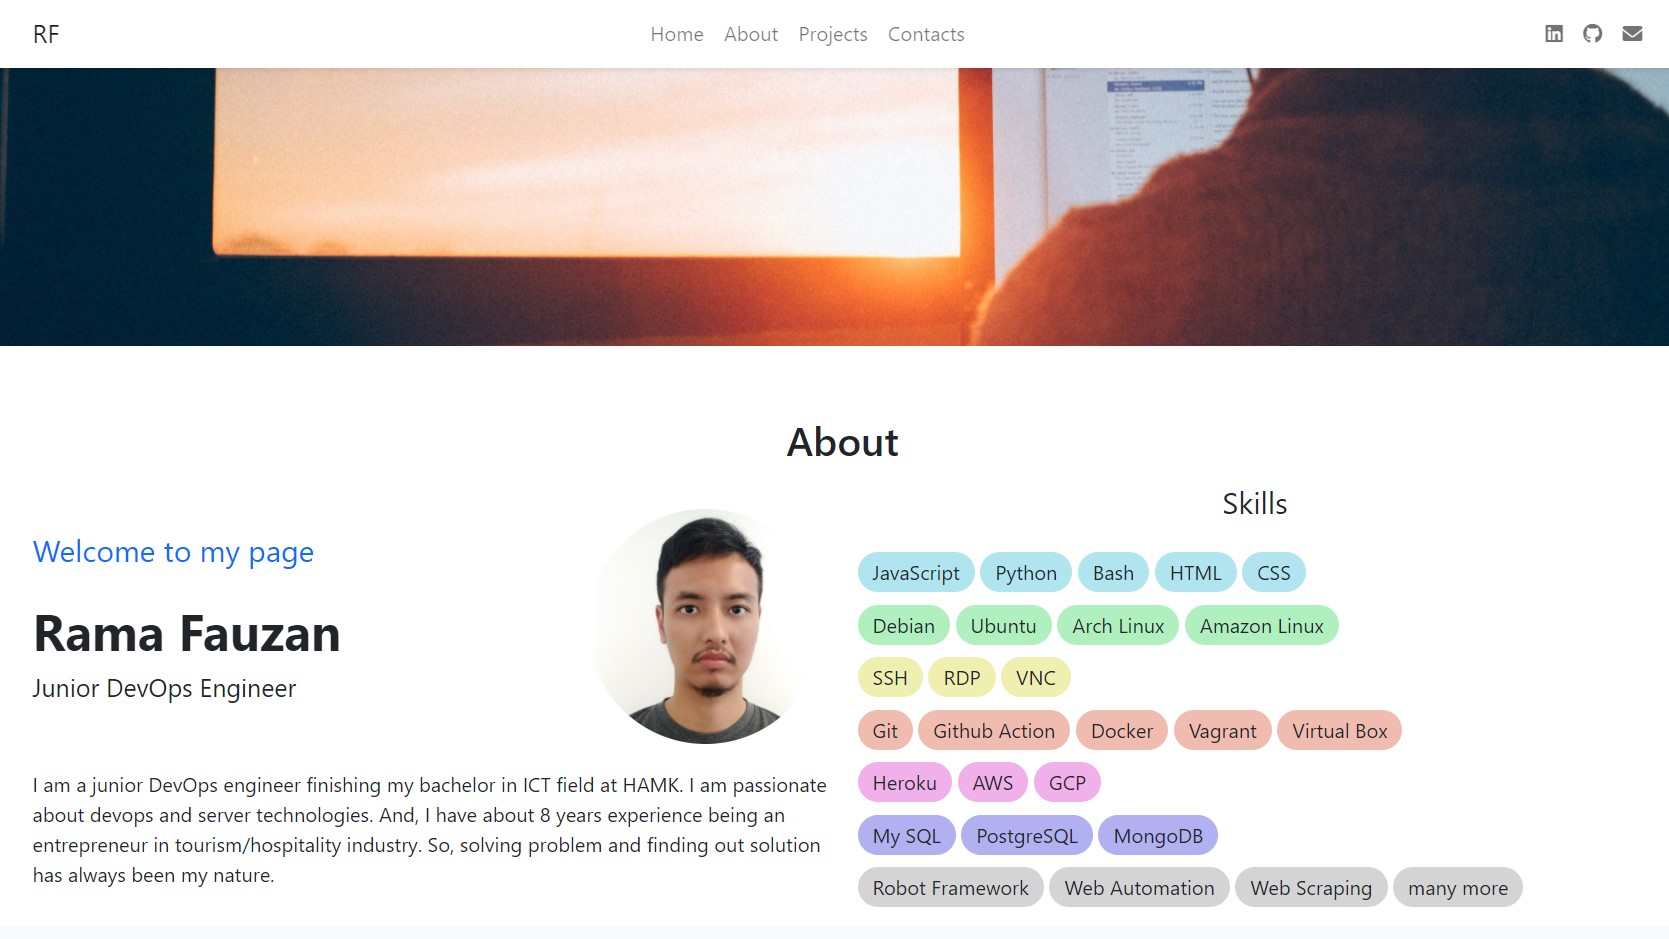 RF
Home About Projects Contacts
About
Welcome to my page
Rama Fauzan
Junior DevOps Engineer
I am a junior DevOps engineer finishing my bachelor in ICT field at HAMK. I am passionate
about devops and server technologies. And, I have about 8 years experience being an
entrepreneur in tourism/hospitality industry. So, solving problem and finding out solution
has always been my nature.
Skills
JavaScript Python Bash HTML CSS
Debian Ubuntu Arch Linux Amazon Linux
SSH RDP VNC
Git Github Action Docker Vagrant Virtual Box
Heroku AWS GCP
My SQL PostgreSQL MongoDB
Robot Framework Web Automation Web Scraping many more